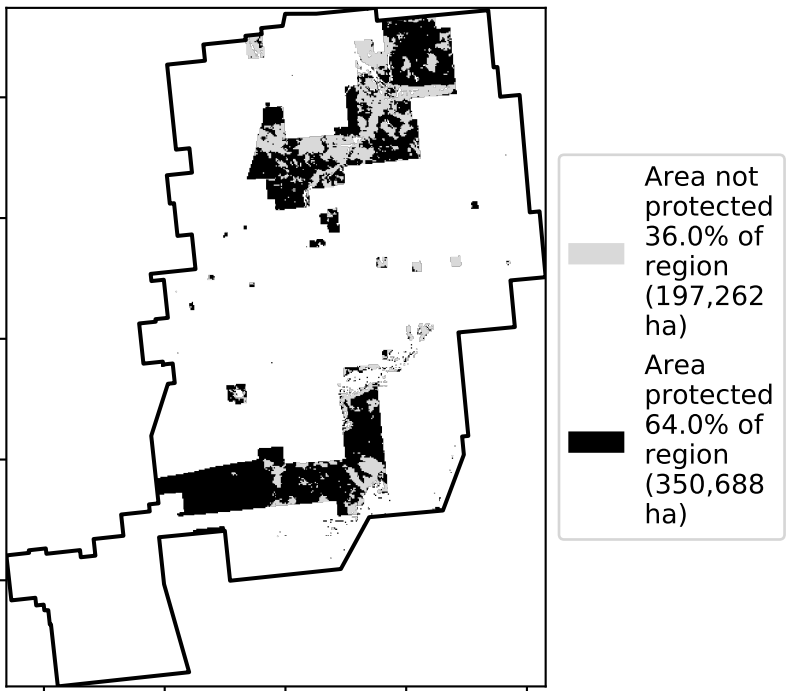 Area not
protected
36.0% of
region
(197,262
ha)
Area
protected
64.0% of
region
(350,688
ha)